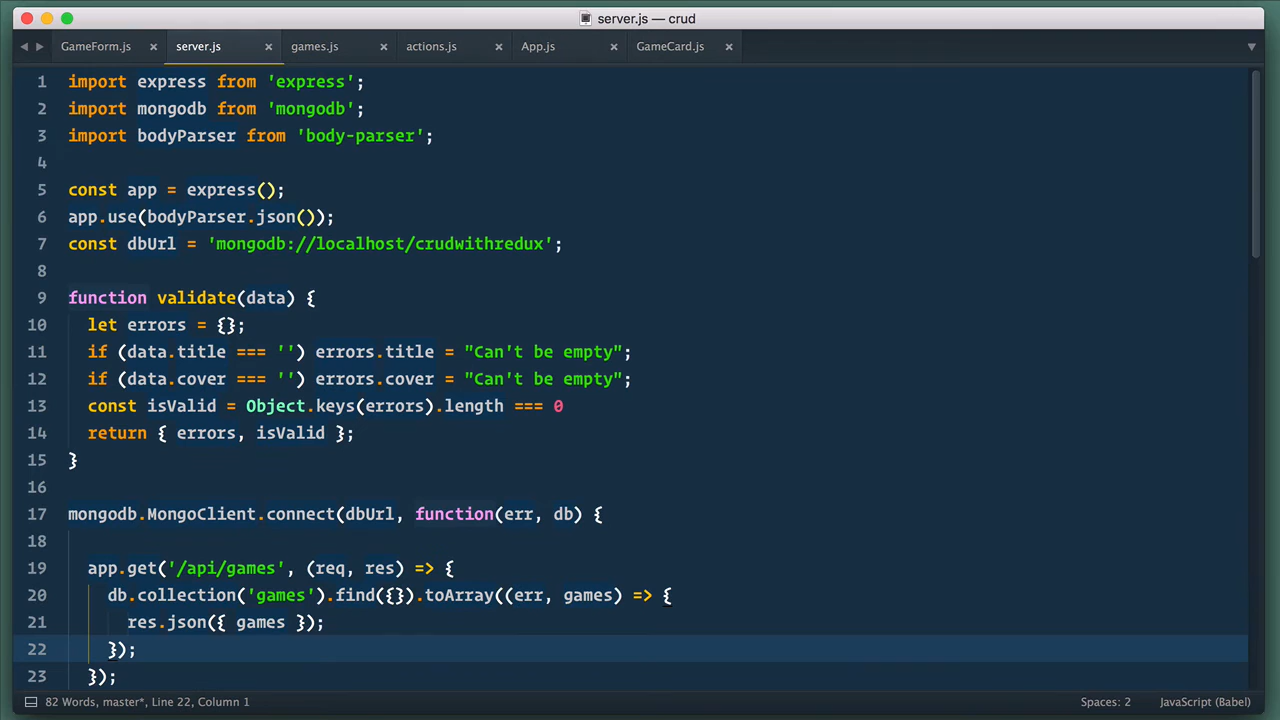 server.js — crud
GameForm.js × server.js × games.js × actions.js × App.js × GameCard.js ×
1 import express from 'express';
2 import mongodb from 'mongodb';
3 import bodyParser from 'body-parser';
4
5 const app = express();
6 app.use(bodyParser.json());
7 const dbUrl = 'mongodb://localhost/crudwithredux';
8
9 function validate(data) {
10 let errors = {};
11 if (data.title === '') errors.title = "Can't be empty";
12 if (data.cover === '') errors.cover = "Can't be empty";
13 const isValid = Object.keys(errors).length === 0
14 return { errors, isValid };
15 }
16
17 mongodb.MongoClient.connect(dbUrl, function(err, db) {
18
19 app.get('/api/games', (req, res) => {
20 db.collection('games').find({}).toArray((err, games) => {
21 res.json({ games });
22 });
23 });
82 Words, master*, Line 22, Column 1 Spaces: 2 JavaScript (Babel)